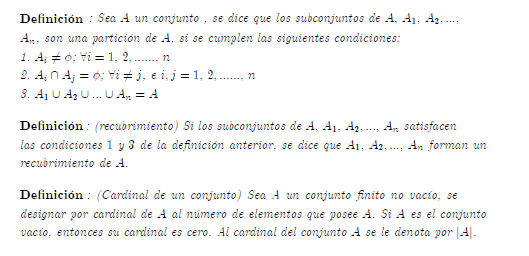 Definición : Sea A un conjunto , se dice que los subconjuntos de A, A₁, A₂, ...,
Aₙ, son una partición de A, si se cumplen las siguientes condiciones:
1. Aᵢ ≠ ϕ; ∀i = 1, 2, ......, n
2. Aᵢ ∩ Aⱼ = ϕ; ∀i ≠ j, e i, j = 1, 2, ......, n
3. A₁ ∪ A₂ ∪ ... ∪ Aₙ = A
Definición : (recubrimiento) Si los subconjuntos de A, A₁, A₂, ..., Aₙ satisfacen
las condiciones 1 y 3 de la definición anterior, se dice que A₁, A₂, ..., Aₙ forman un
recubrimiento de A.
Definición : (Cardinal de un conjunto) Sea A un conjunto finito no vacío, se
designar por cardinal de A al número de elementos que posee A. Si A es el conjunto
vacío, entonces su cardinal es cero. Al cardinal del conjunto A se le denota por |A|.